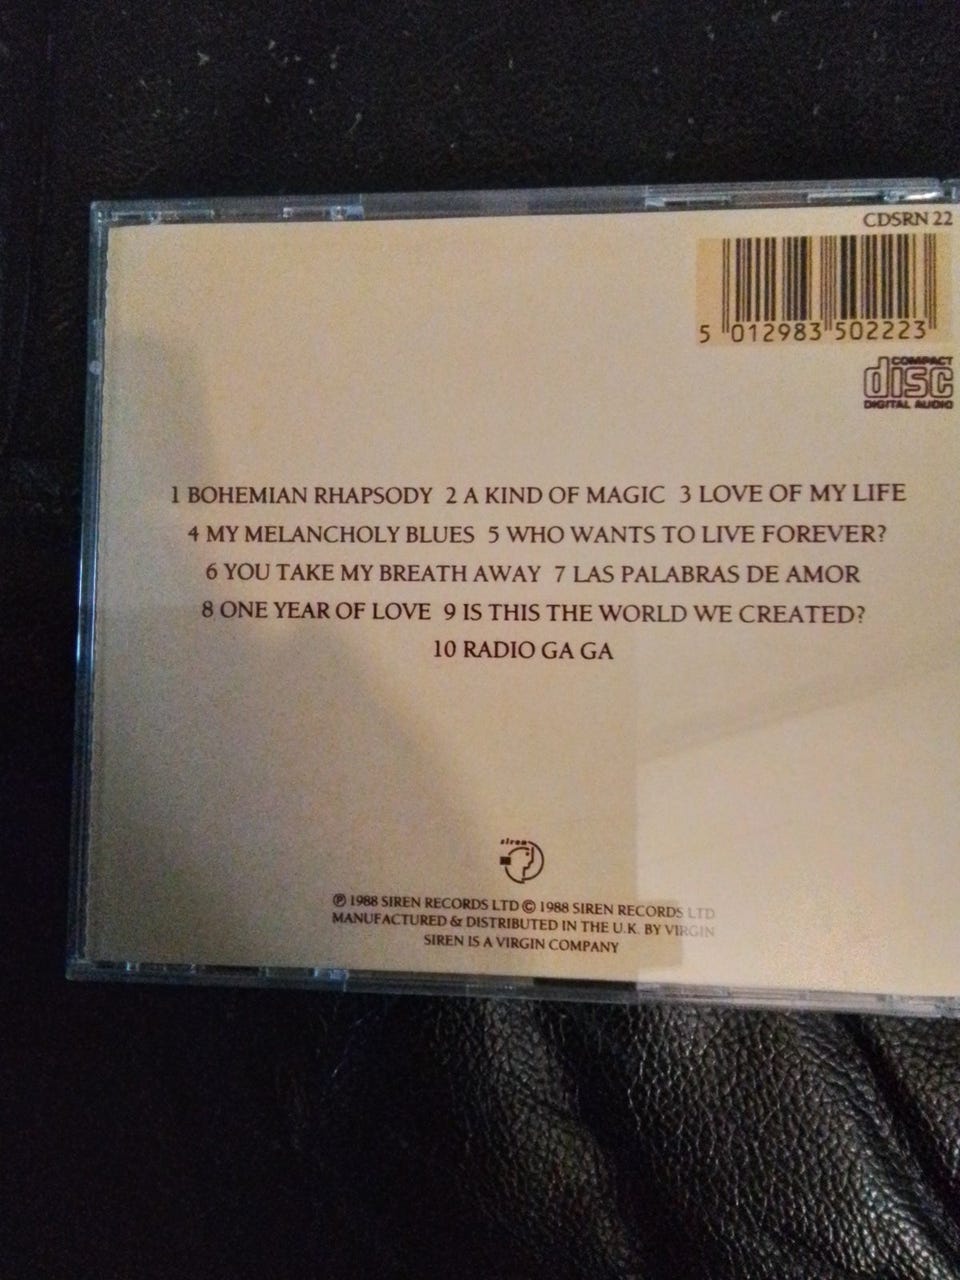 CDSRN 22
5 012983 502223
COMPACT
disc
DIGITAL AUDIO
1 BOHEMIAN RHAPSODY 2 A KIND OF MAGIC 3 LOVE OF MY LIFE
4 MY MELANCHOLY BLUES 5 WHO WANTS TO LIVE FOREVER?
6 YOU TAKE MY BREATH AWAY 7 LAS PALABRAS DE AMOR
8 ONE YEAR OF LOVE 9 IS THIS THE WORLD WE CREATED?
10 RADIO GA GA
siren
℗ 1988 SIREN RECORDS LTD © 1988 SIREN RECORDS LTD
MANUFACTURED & DISTRIBUTED IN THE U.K. BY VIRGIN
SIREN IS A VIRGIN COMPANY